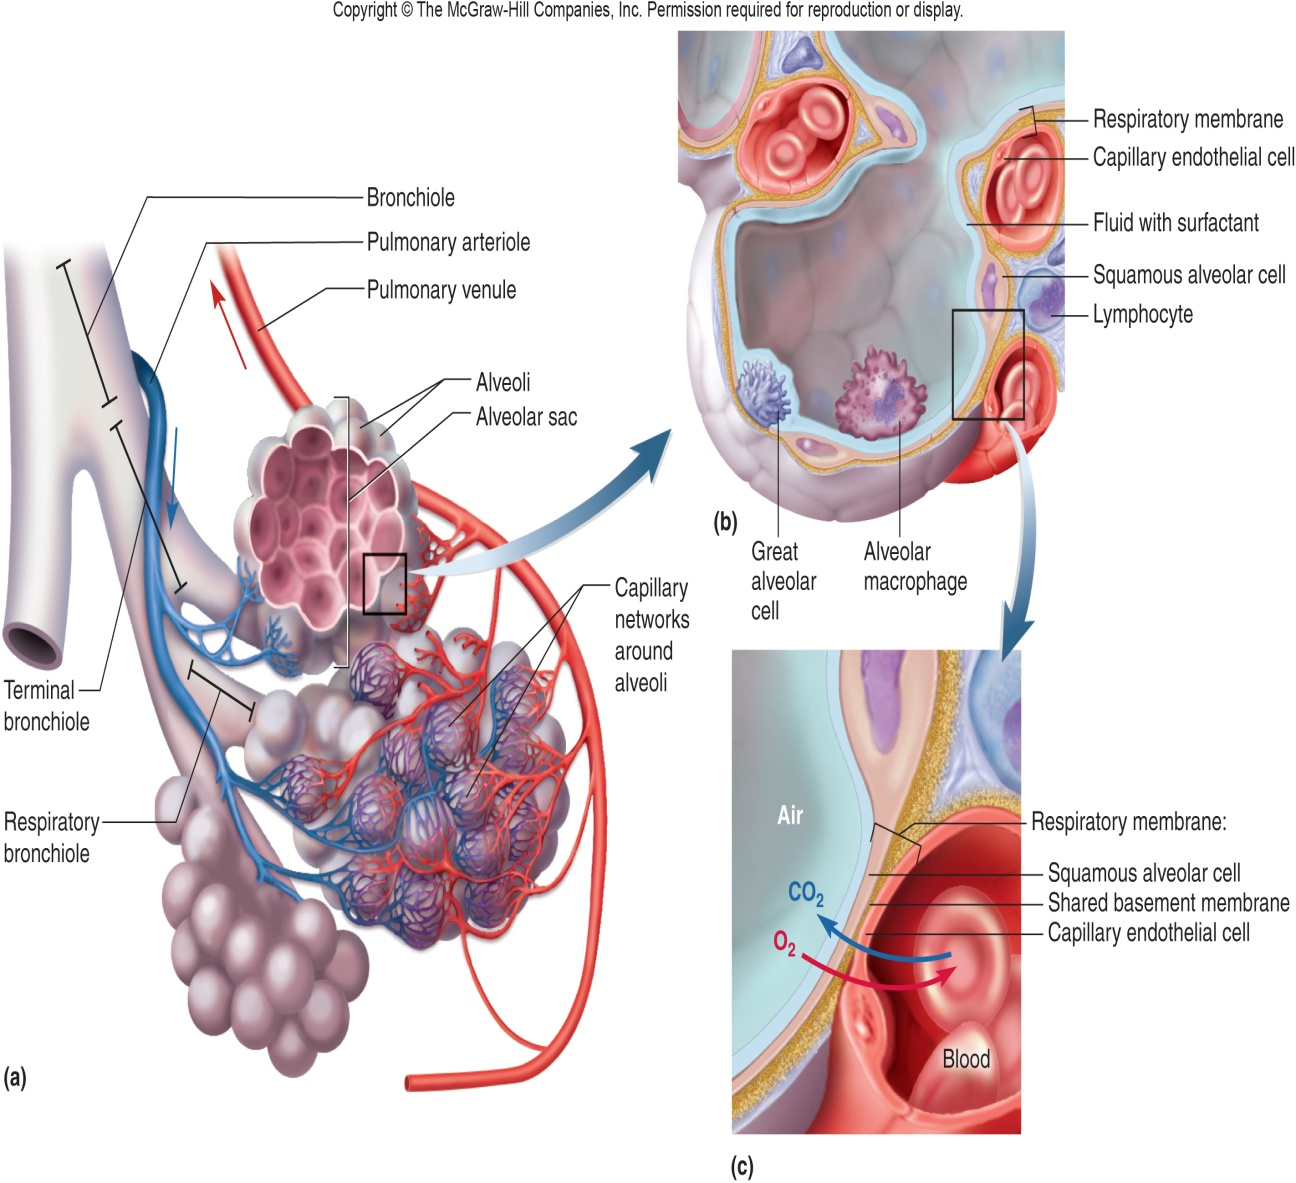 Copyright © The McGraw-Hill Companies, Inc. Permission required for reproduction or display.
Bronchiole
Pulmonary arteriole
Pulmonary venule
Alveoli
Alveolar sac
Capillary
networks
around
alveoli
Terminal
bronchiole
Respiratory
bronchiole
(a)
Respiratory membrane
Capillary endothelial cell
Fluid with surfactant
Squamous alveolar cell
Lymphocyte
(b)
Great
alveolar
cell
Alveolar
macrophage
Air
CO2
O2
Blood
Respiratory membrane:
Squamous alveolar cell
Shared basement membrane
Capillary endothelial cell
(c)